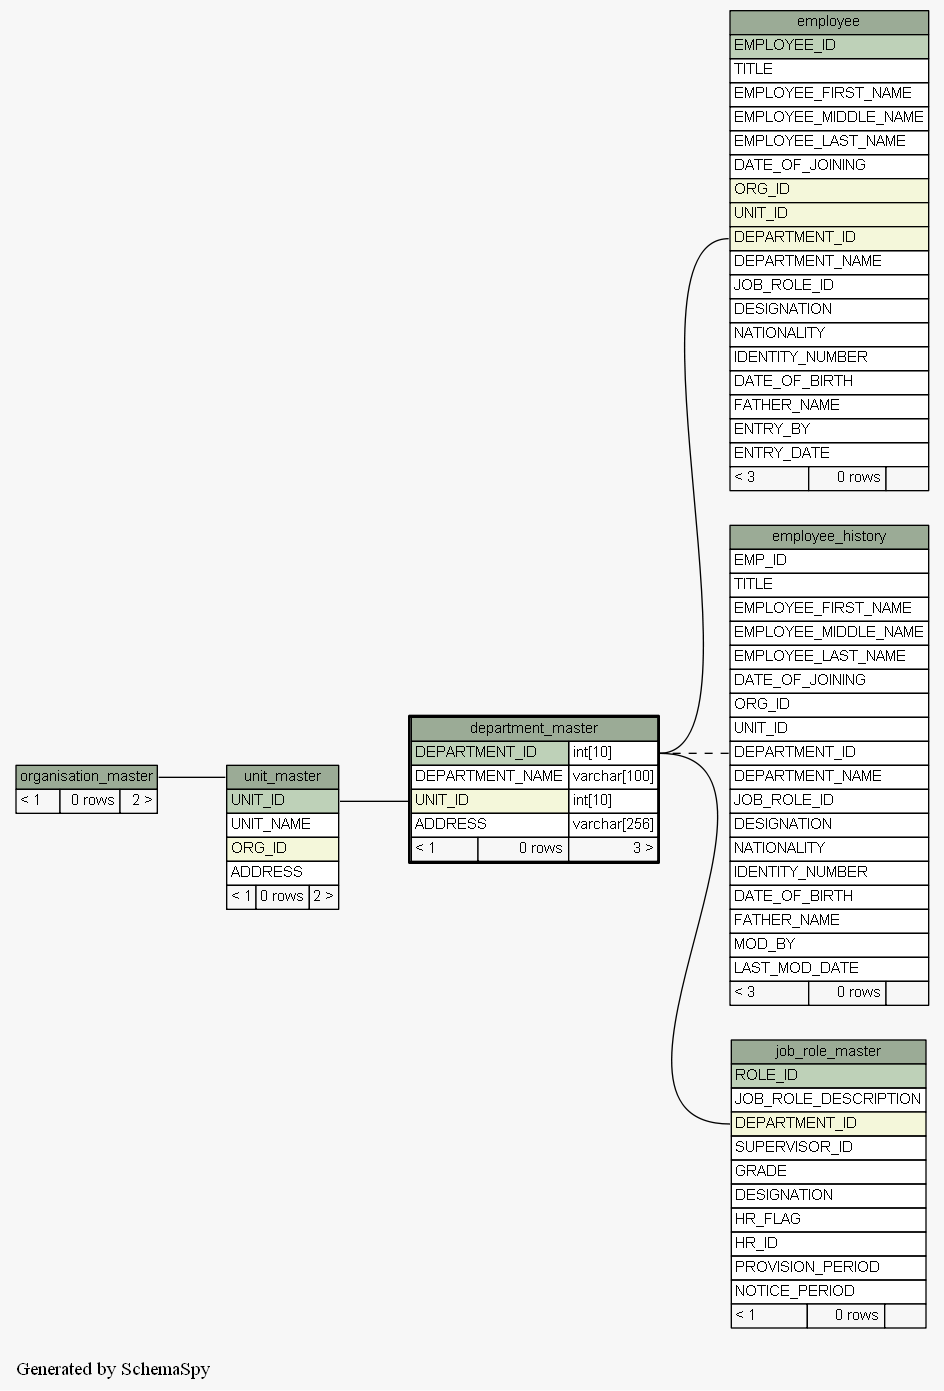 employee
EMPLOYEE_ID
TITLE
EMPLOYEE_FIRST_NAME
EMPLOYEE_MIDDLE_NAME
EMPLOYEE_LAST_NAME
DATE_OF_JOINING
ORG_ID
UNIT_ID
DEPARTMENT_ID
DEPARTMENT_NAME
JOB_ROLE_ID
DESIGNATION
NATIONALITY
IDENTITY_NUMBER
DATE_OF_BIRTH
FATHER_NAME
ENTRY_BY
ENTRY_DATE
< 3 0 rows
employee_history
EMP_ID
TITLE
EMPLOYEE_FIRST_NAME
EMPLOYEE_MIDDLE_NAME
EMPLOYEE_LAST_NAME
DATE_OF_JOINING
ORG_ID
UNIT_ID
DEPARTMENT_ID
DEPARTMENT_NAME
JOB_ROLE_ID
DESIGNATION
NATIONALITY
IDENTITY_NUMBER
DATE_OF_BIRTH
FATHER_NAME
MOD_BY
LAST_MOD_DATE
< 3 0 rows
organisation_master
< 1 0 rows 2 >
unit_master
UNIT_ID
UNIT_NAME
ORG_ID
ADDRESS
< 1 0 rows 2 >
department_master
DEPARTMENT_ID int[10]
DEPARTMENT_NAME varchar[100]
UNIT_ID int[10]
ADDRESS varchar[256]
< 1 0 rows 3 >
job_role_master
ROLE_ID
JOB_ROLE_DESCRIPTION
DEPARTMENT_ID
SUPERVISOR_ID
GRADE
DESIGNATION
HR_FLAG
HR_ID
PROVISION_PERIOD
NOTICE_PERIOD
< 1 0 rows
Generated by SchemaSpy